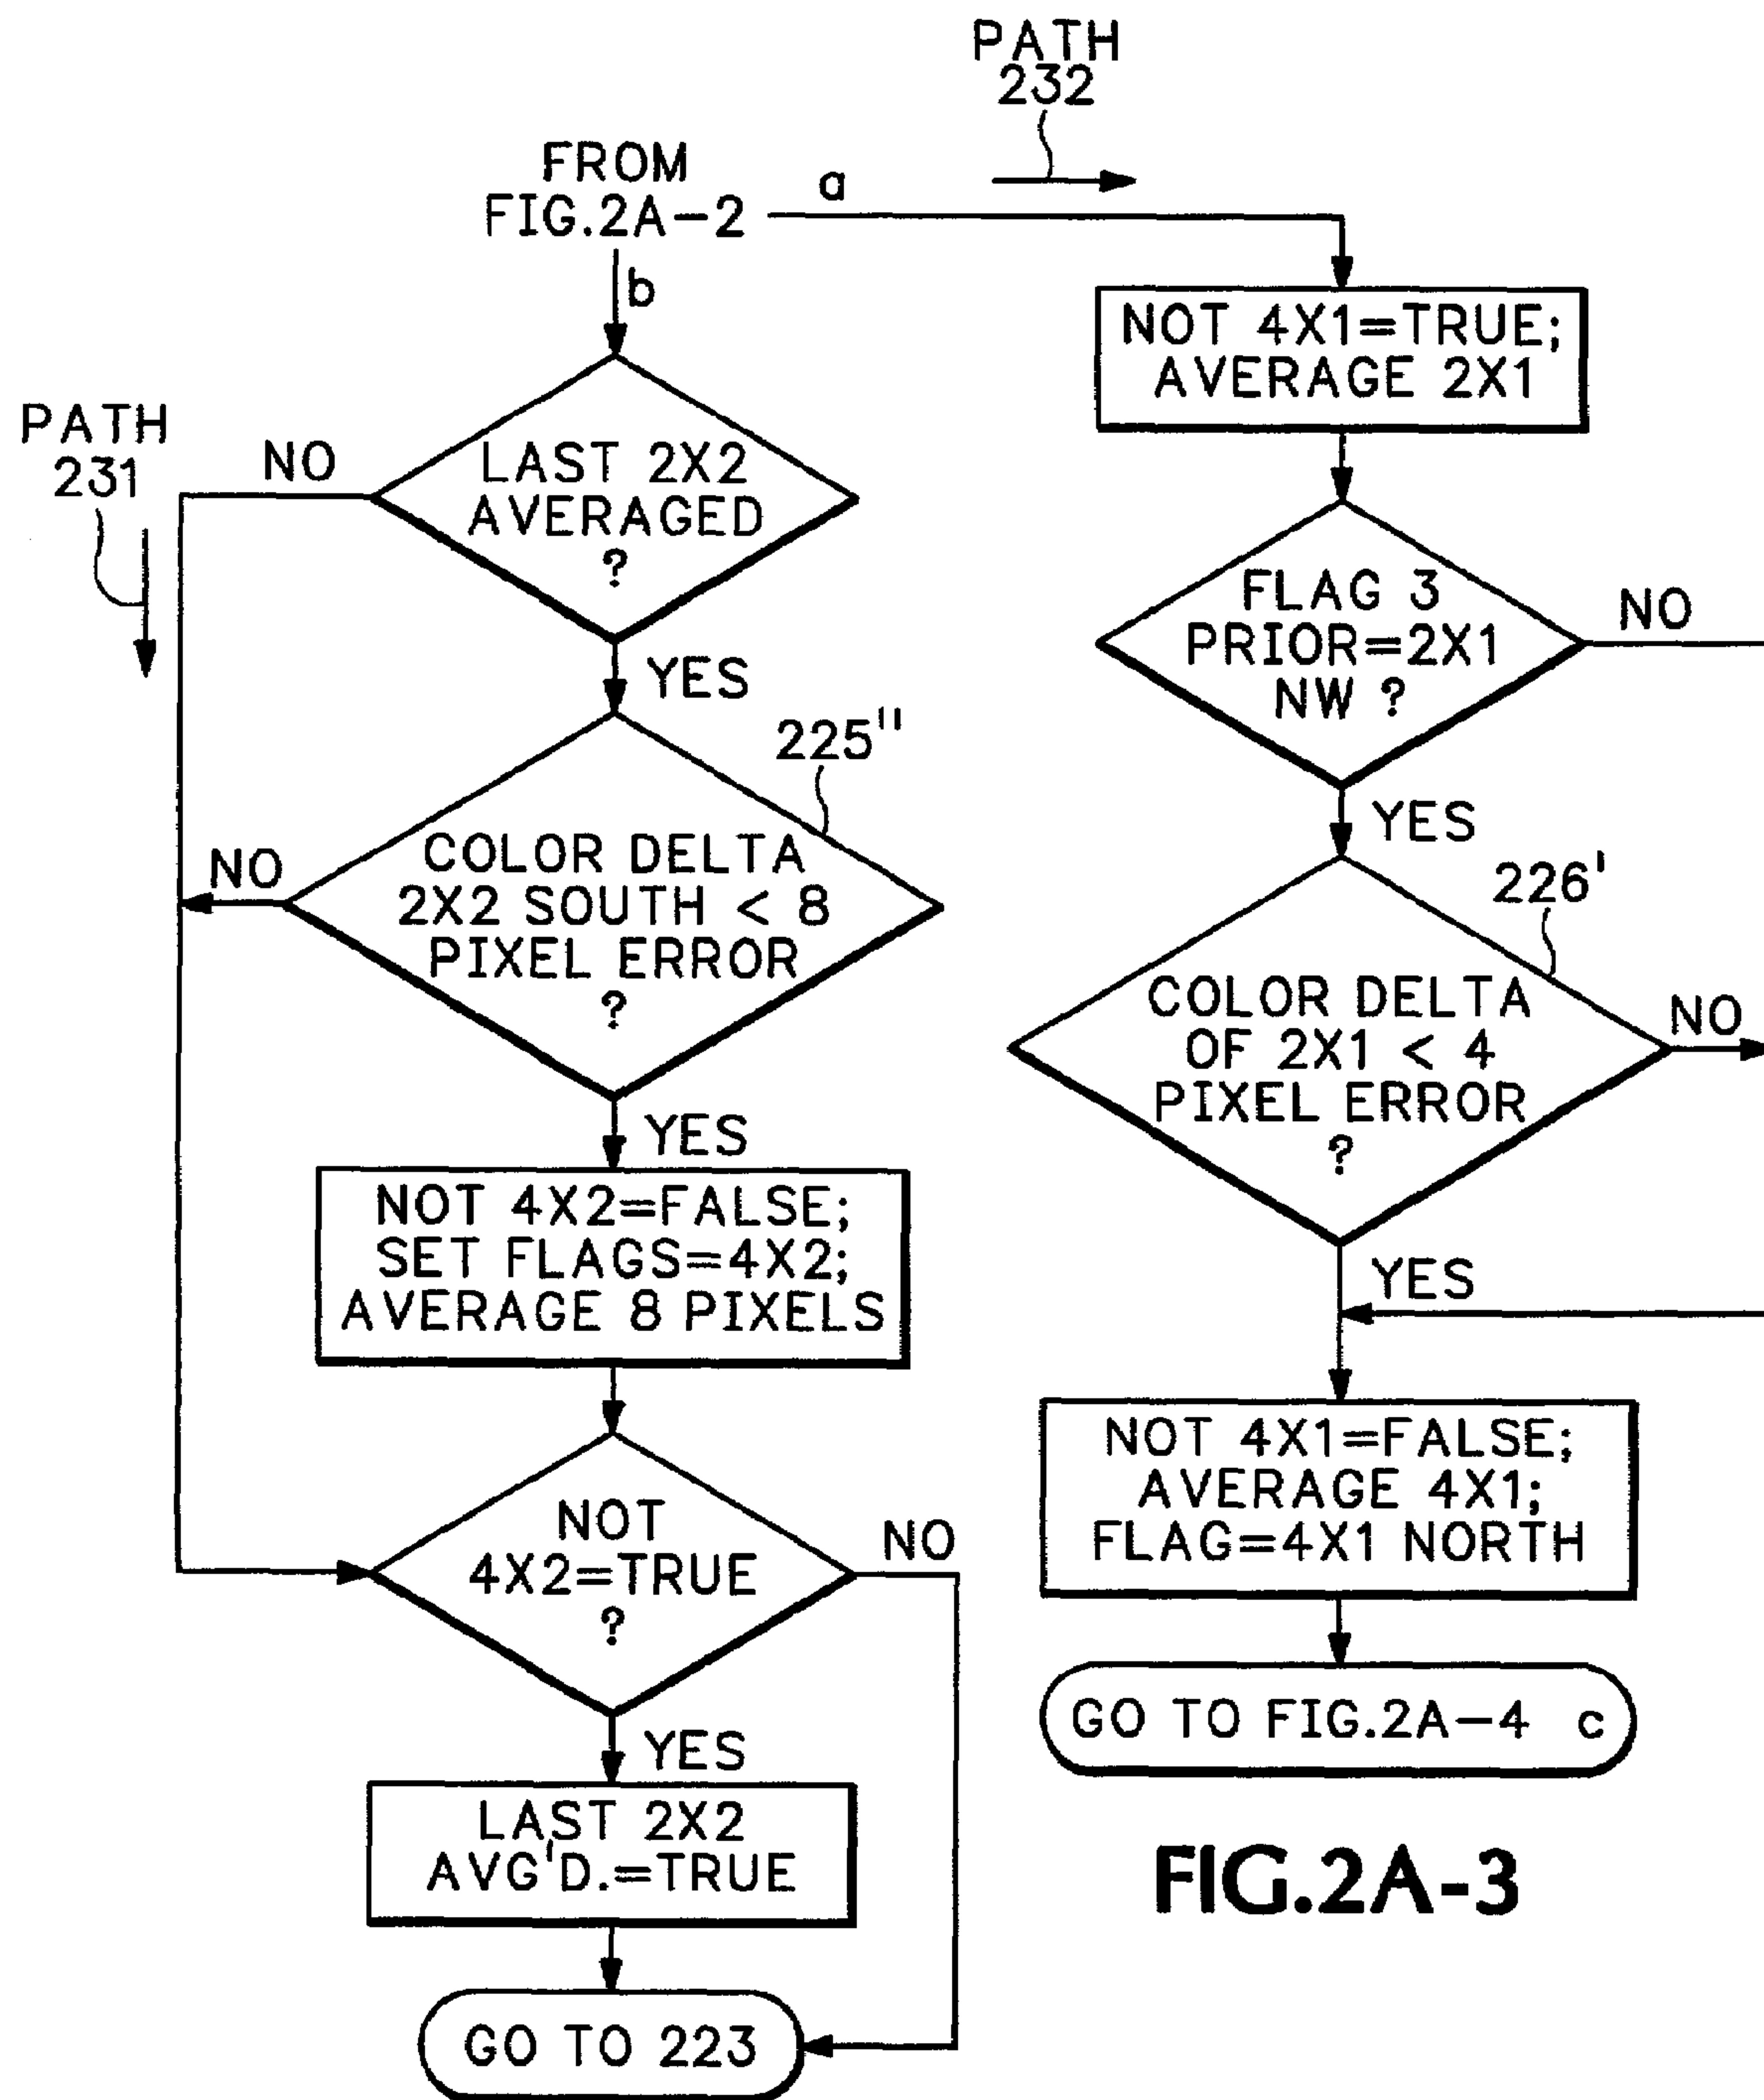 PATH
232
FROM
FIG.2A-2
a
b
NOT 4X1=TRUE;
AVERAGE 2X1
PATH
231
NO
LAST 2X2
AVERAGED
?
YES
FLAG 3
PRIOR=2X1
NW ?
NO
YES
225"
COLOR DELTA
2X2 SOUTH < 8
PIXEL ERROR
?
NO
YES
226'
COLOR DELTA
OF 2X1 < 4
PIXEL ERROR
?
NO
YES
NOT 4X2=FALSE;
SET FLAGS=4X2;
AVERAGE 8 PIXELS
NOT 4X1=FALSE;
AVERAGE 4X1;
FLAG=4X1 NORTH
NOT
4X2=TRUE
?
NO
YES
GO TO FIG.2A-4 c
LAST 2X2
AVG'D.=TRUE
GO TO 223
FIG.2A-3